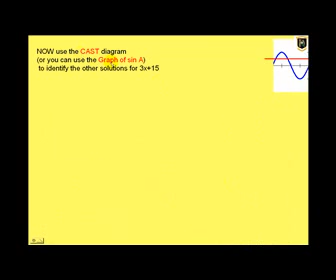 NOW use the CAST diagram
(or you can use the Graph of sin A)
to identify the other solutions for 3x+15